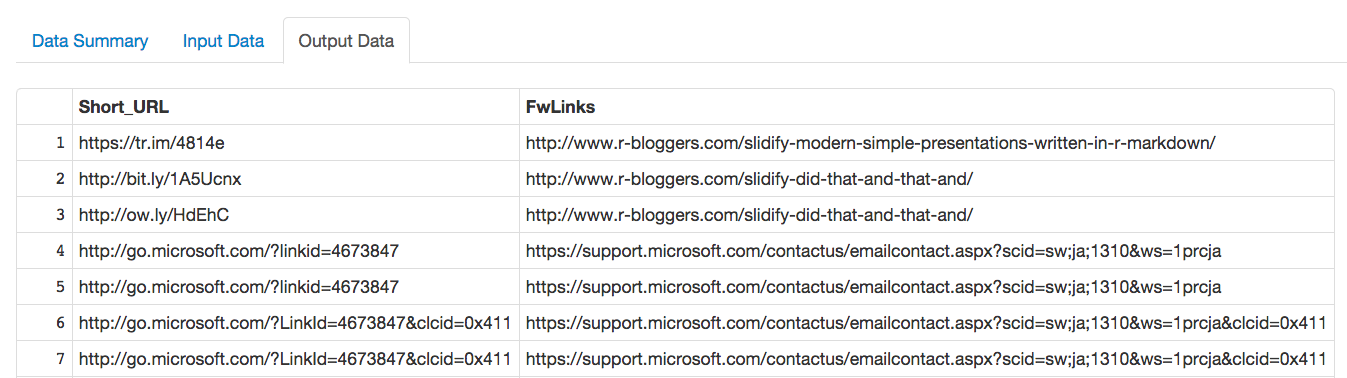 Data Summary Input Data Output Data
Short_URL FwLinks
1 https://tr.im/4814e http://www.r-bloggers.com/slidify-modern-simple-presentations-written-in-r-markdown/
2 http://bit.ly/1A5Ucnx http://www.r-bloggers.com/slidify-did-that-and-that-and/
3 http://ow.ly/HdEhC http://www.r-bloggers.com/slidify-did-that-and-that-and/
4 http://go.microsoft.com/?linkid=4673847 https://support.microsoft.com/contactus/emailcontact.aspx?scid=sw;ja;1310&ws=1prcja
5 http://go.microsoft.com/?linkid=4673847 https://support.microsoft.com/contactus/emailcontact.aspx?scid=sw;ja;1310&ws=1prcja
6 http://go.microsoft.com/?LinkId=4673847&clcid=0x411 https://support.microsoft.com/contactus/emailcontact.aspx?scid=sw;ja;1310&ws=1prcja&clcid=0x411
7 http://go.microsoft.com/?LinkId=4673847&clcid=0x411 https://support.microsoft.com/contactus/emailcontact.aspx?scid=sw;ja;1310&ws=1prcja&clcid=0x411